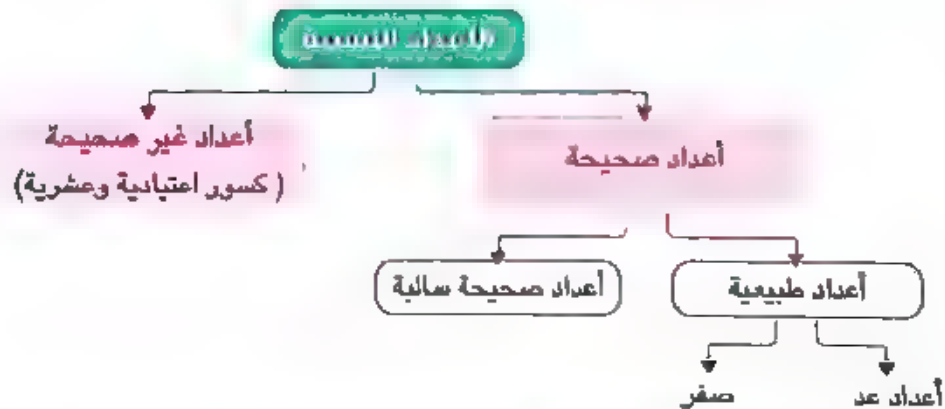 الأعداد النسبية
أعداد صحيحة
أعداد غير صحيحة
( كسور اعتيادية وعشرية)
أعداد طبيعية
أعداد صحيحة سالبة
أعداد عد
صفر